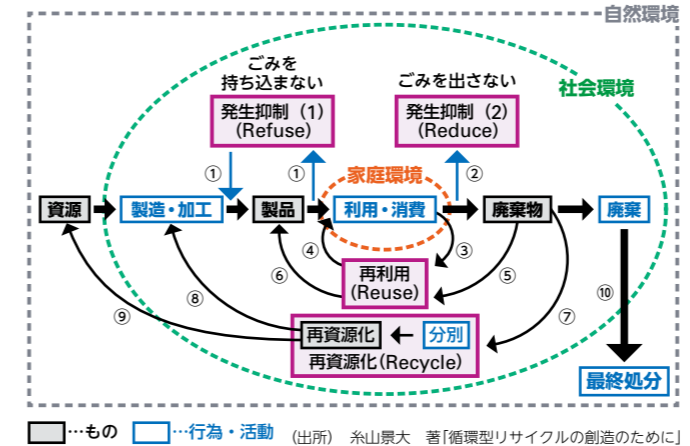 自然環境
ごみを
持ち込まない
ごみを出さない
社会環境
発生抑制（1）
(Refuse)
発生抑制（2）
(Reduce)
①
①
②
家庭環境
資源
製造・加工
製品
利用・消費
廃棄物
廃棄
④
③
⑥
⑤
再利用
(Reuse)
⑨
⑧
⑦
⑩
再資源化
分別
再資源化(Recycle)
最終処分
…もの
…行為・活動
（出所） 糸山景大 著「循環型リサイクルの創造のために」